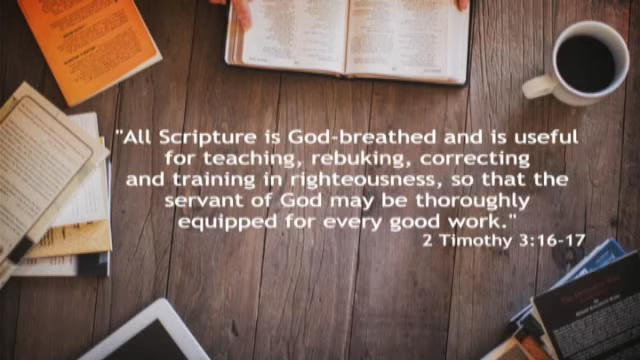 "All Scripture is God-breathed and is useful
for teaching, rebuking, correcting
and training in righteousness, so that the
servant of God may be thoroughly
equipped for every good work."
2 Timothy 3:16-17